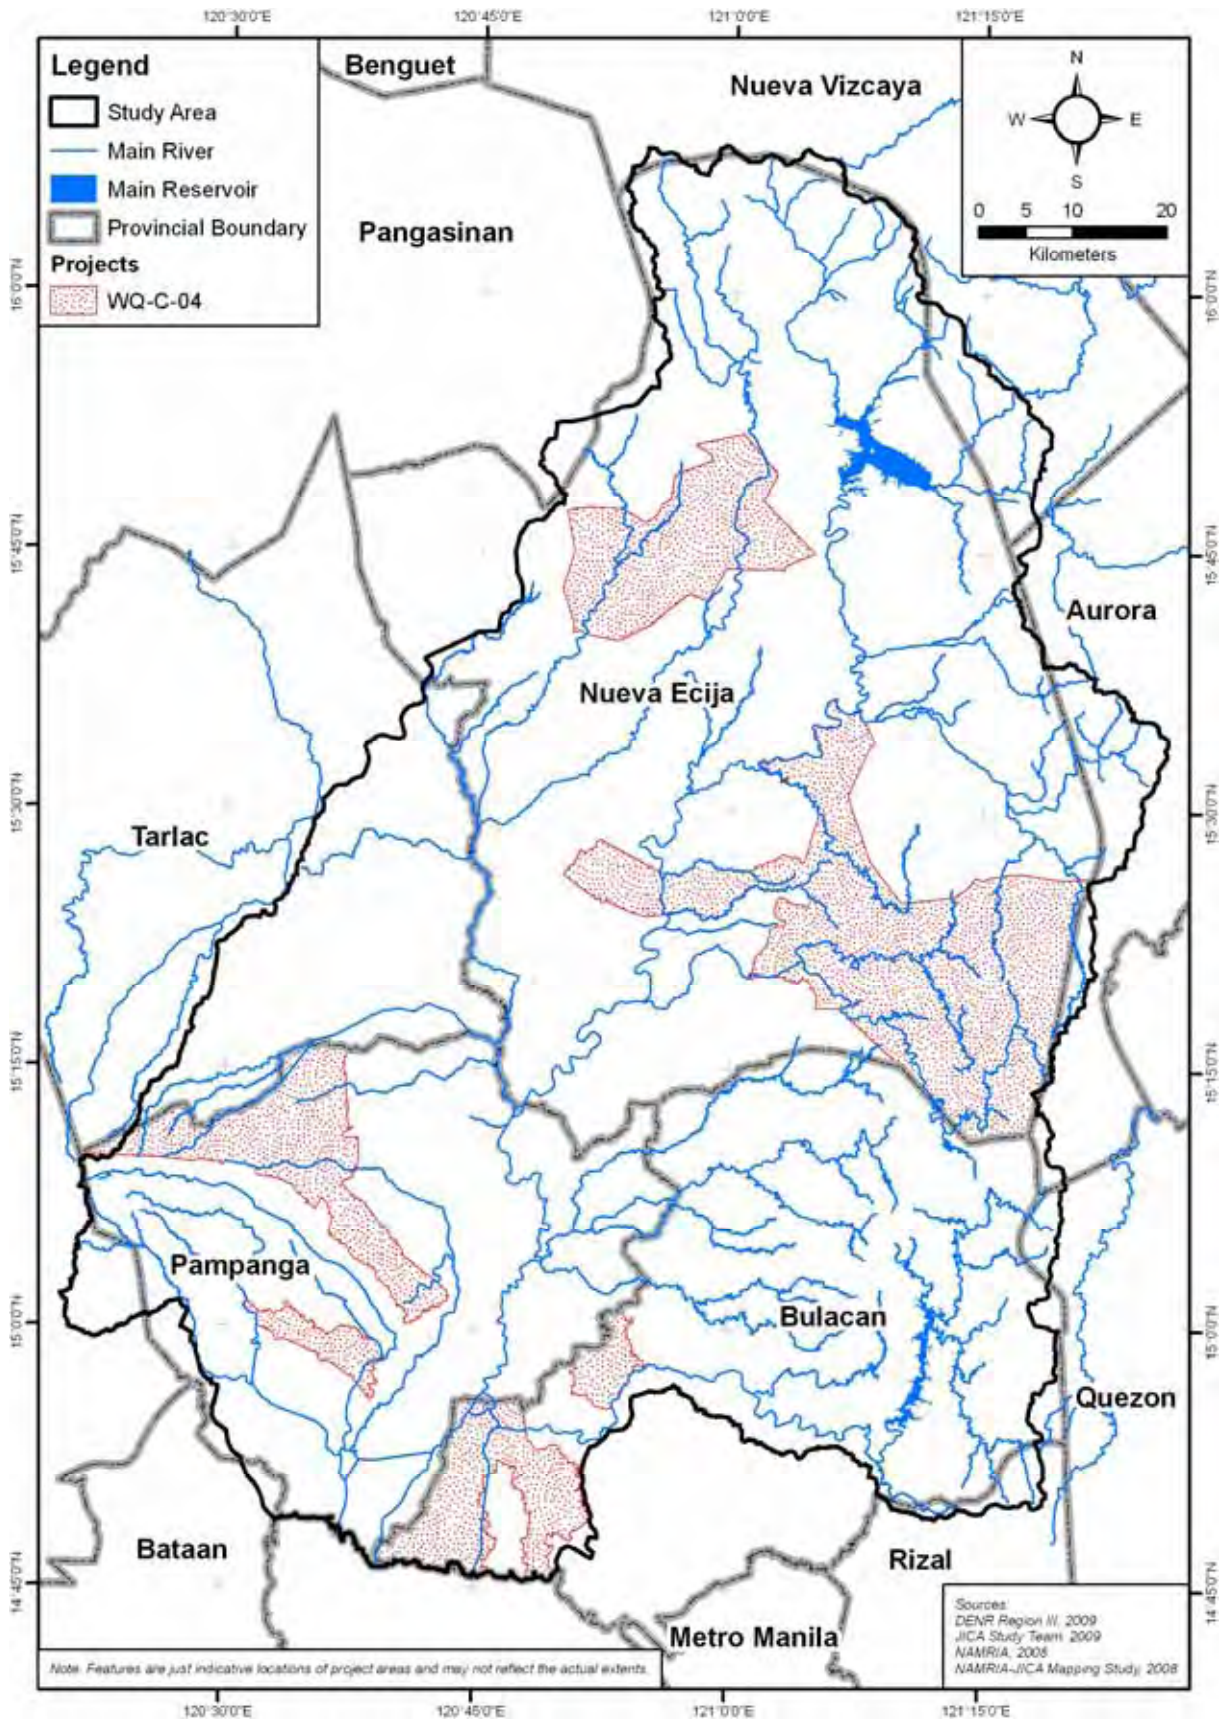 120°30'0"E 120°45'0"E 121°0'0"E 121°15'0"E
Legend
Study Area
Main River
Main Reservoir
Provincial Boundary
Projects
WQ-C-04
Benguet
Nueva Vizcaya
N
W E
S
0 5 10 20
Kilometers
Pangasinan
16°0'0"N 16°0'0"N
15°45'0"N 15°45'0"N
Aurora
Nueva Ecija
15°30'0"N 15°30'0"N
Tarlac
15°15'0"N 15°15'0"N
Pampanga
Bulacan
15°0'0"N 15°0'0"N
Quezon
Bataan
Rizal
14°45'0"N 14°45'0"N
Metro Manila
Note: Features are just indicative locations of project areas and may not reflect the actual extents.
Sources:
DENR Region III, 2009
JICA Study Team, 2009
NAMRIA, 2008
NAMRIA-JICA Mapping Study, 2008
120°30'0"E 120°45'0"E 121°0'0"E 121°15'0"E